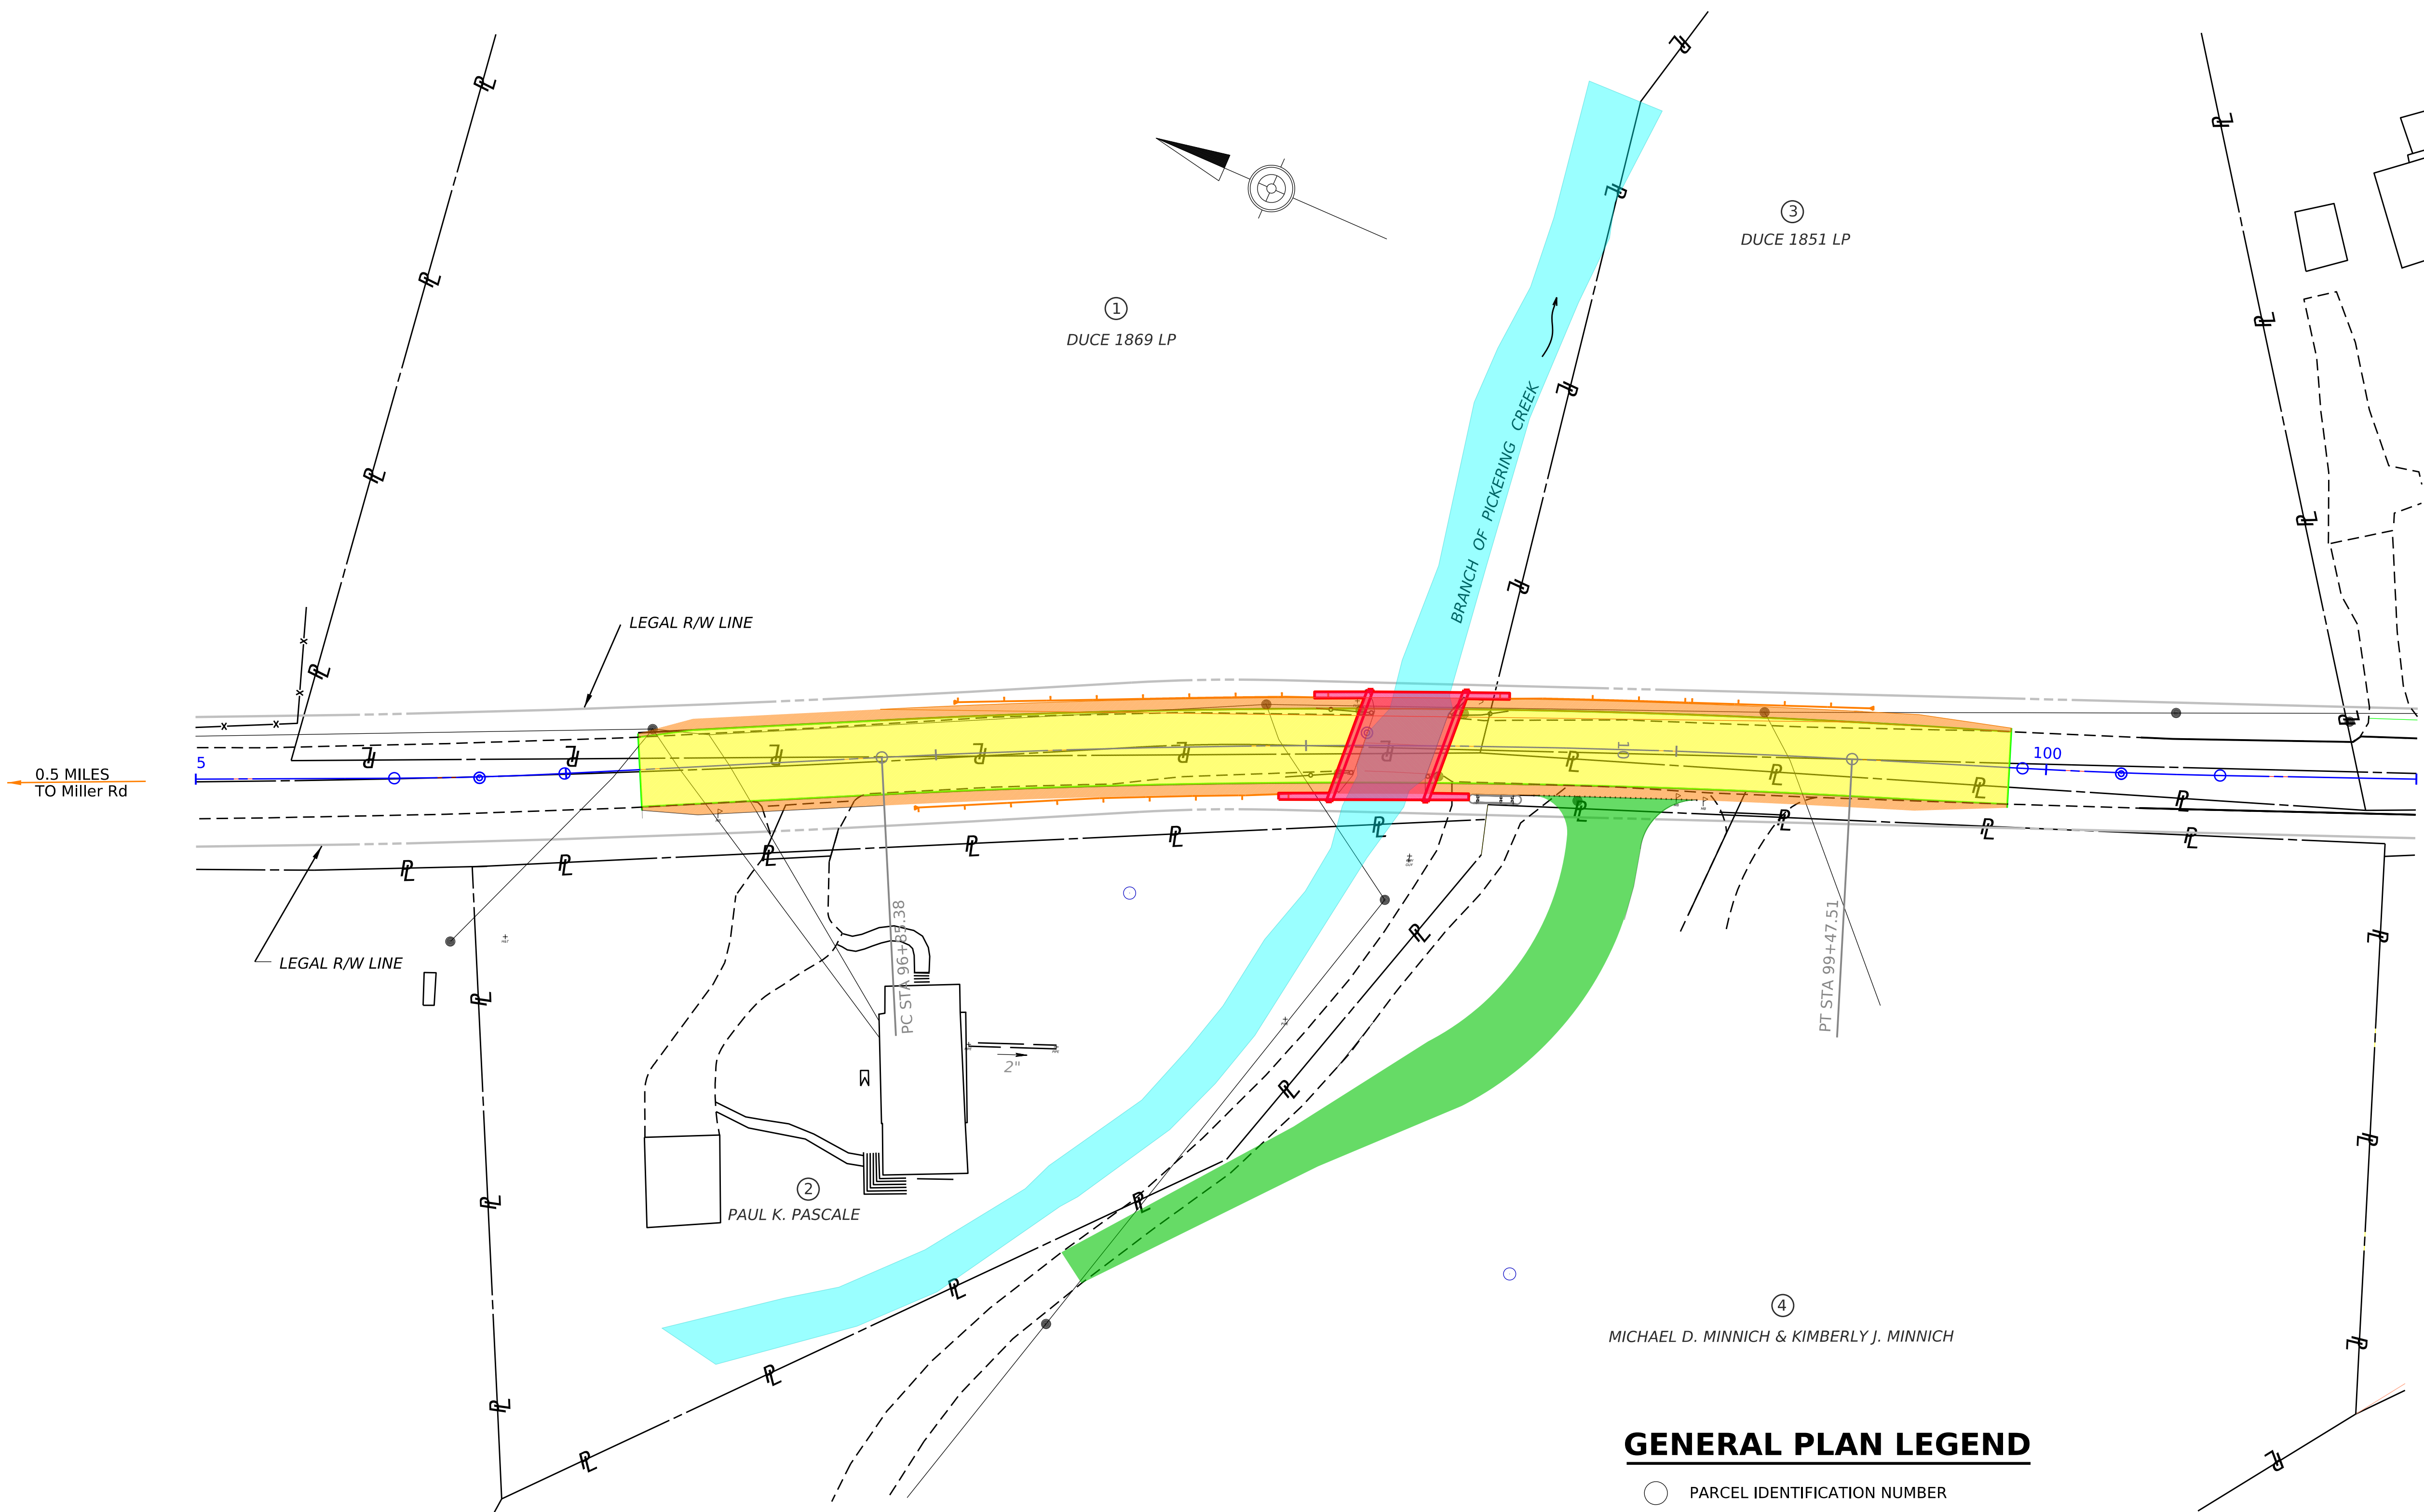 3
DUCE 1851 LP
1
DUCE 1869 LP
BRANCH OF PICKERING CREEK
LEGAL R/W LINE
0.5 MILES
TO Miller Rd
5
10
100
PC STA 96+85.38
PT STA 99+47.51
LEGAL R/W LINE
2"
2
PAUL K. PASCALE
4
MICHAEL D. MINNICH & KIMBERLY J. MINNICH
GENERAL PLAN LEGEND
PARCEL IDENTIFICATION NUMBER